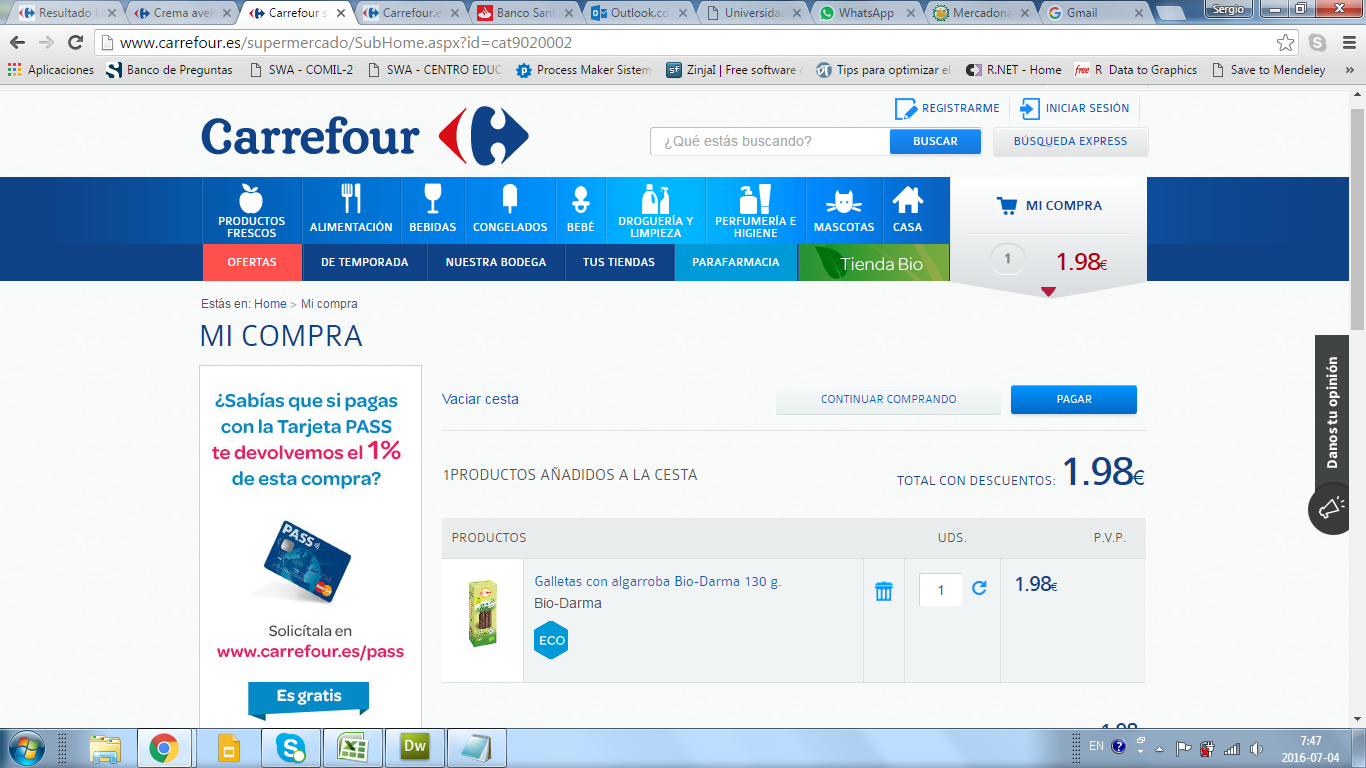 Resultado
Crema avel
Carrefour s
Carrefour.e
Banco Sant
Outlook.co
Universidad
WhatsApp
Mercadona
Gmail
Sergio
www.carrefour.es/supermercado/SubHome.aspx?id=cat9020002
Aplicaciones
Banco de Preguntas
SWA - COMIL-2
SWA - CENTRO EDUC
Process Maker Sistem
ZinjaI | Free software
Tips para optimizar el
R.NET - Home
R Data to Graphics
Save to Mendeley
»
REGISTRARME
INICIAR SESIÓN
Carrefour
¿Qué estás buscando?
BUSCAR
BÚSQUEDA EXPRESS
PRODUCTOS
FRESCOS
ALIMENTACIÓN
BEBIDAS
CONGELADOS
BEBÉ
DROGUERÍA Y
LIMPIEZA
PERFUMERÍA E
HIGIENE
MASCOTAS
CASA
MI COMPRA
1
1.98€
OFERTAS
DE TEMPORADA
NUESTRA BODEGA
TUS TIENDAS
PARAFARMACIA
Tienda Bio
Estás en: Home > Mi compra
MI COMPRA
¿Sabías que si pagas
con la Tarjeta PASS
te devolvemos el 1%
de esta compra?
PASS
Solicítala en
www.carrefour.es/pass
Es gratis
Vaciar cesta
CONTINUAR COMPRANDO
PAGAR
1PRODUCTOS AÑADIDOS A LA CESTA
TOTAL CON DESCUENTOS: 1.98€
PRODUCTOS
UDS.
P.V.P.
Galletas con algarroba Bio-Darma 130 g.
Bio-Darma
ECO
1
1.98€
1.98
Danos tu opinión
Dw
EN
7:47
2016-07-04